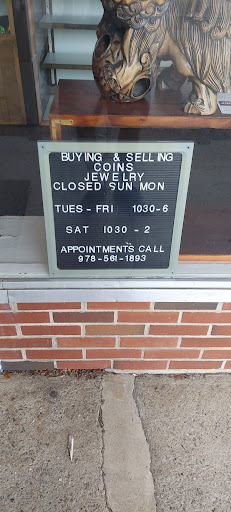 BUYING & SELLING
COINS
JEWELRY
CLOSED SUN MON
TUES - FRI 1030-6
SAT 1030 - 2
APPOINTMENTS CALL
978-561-1893